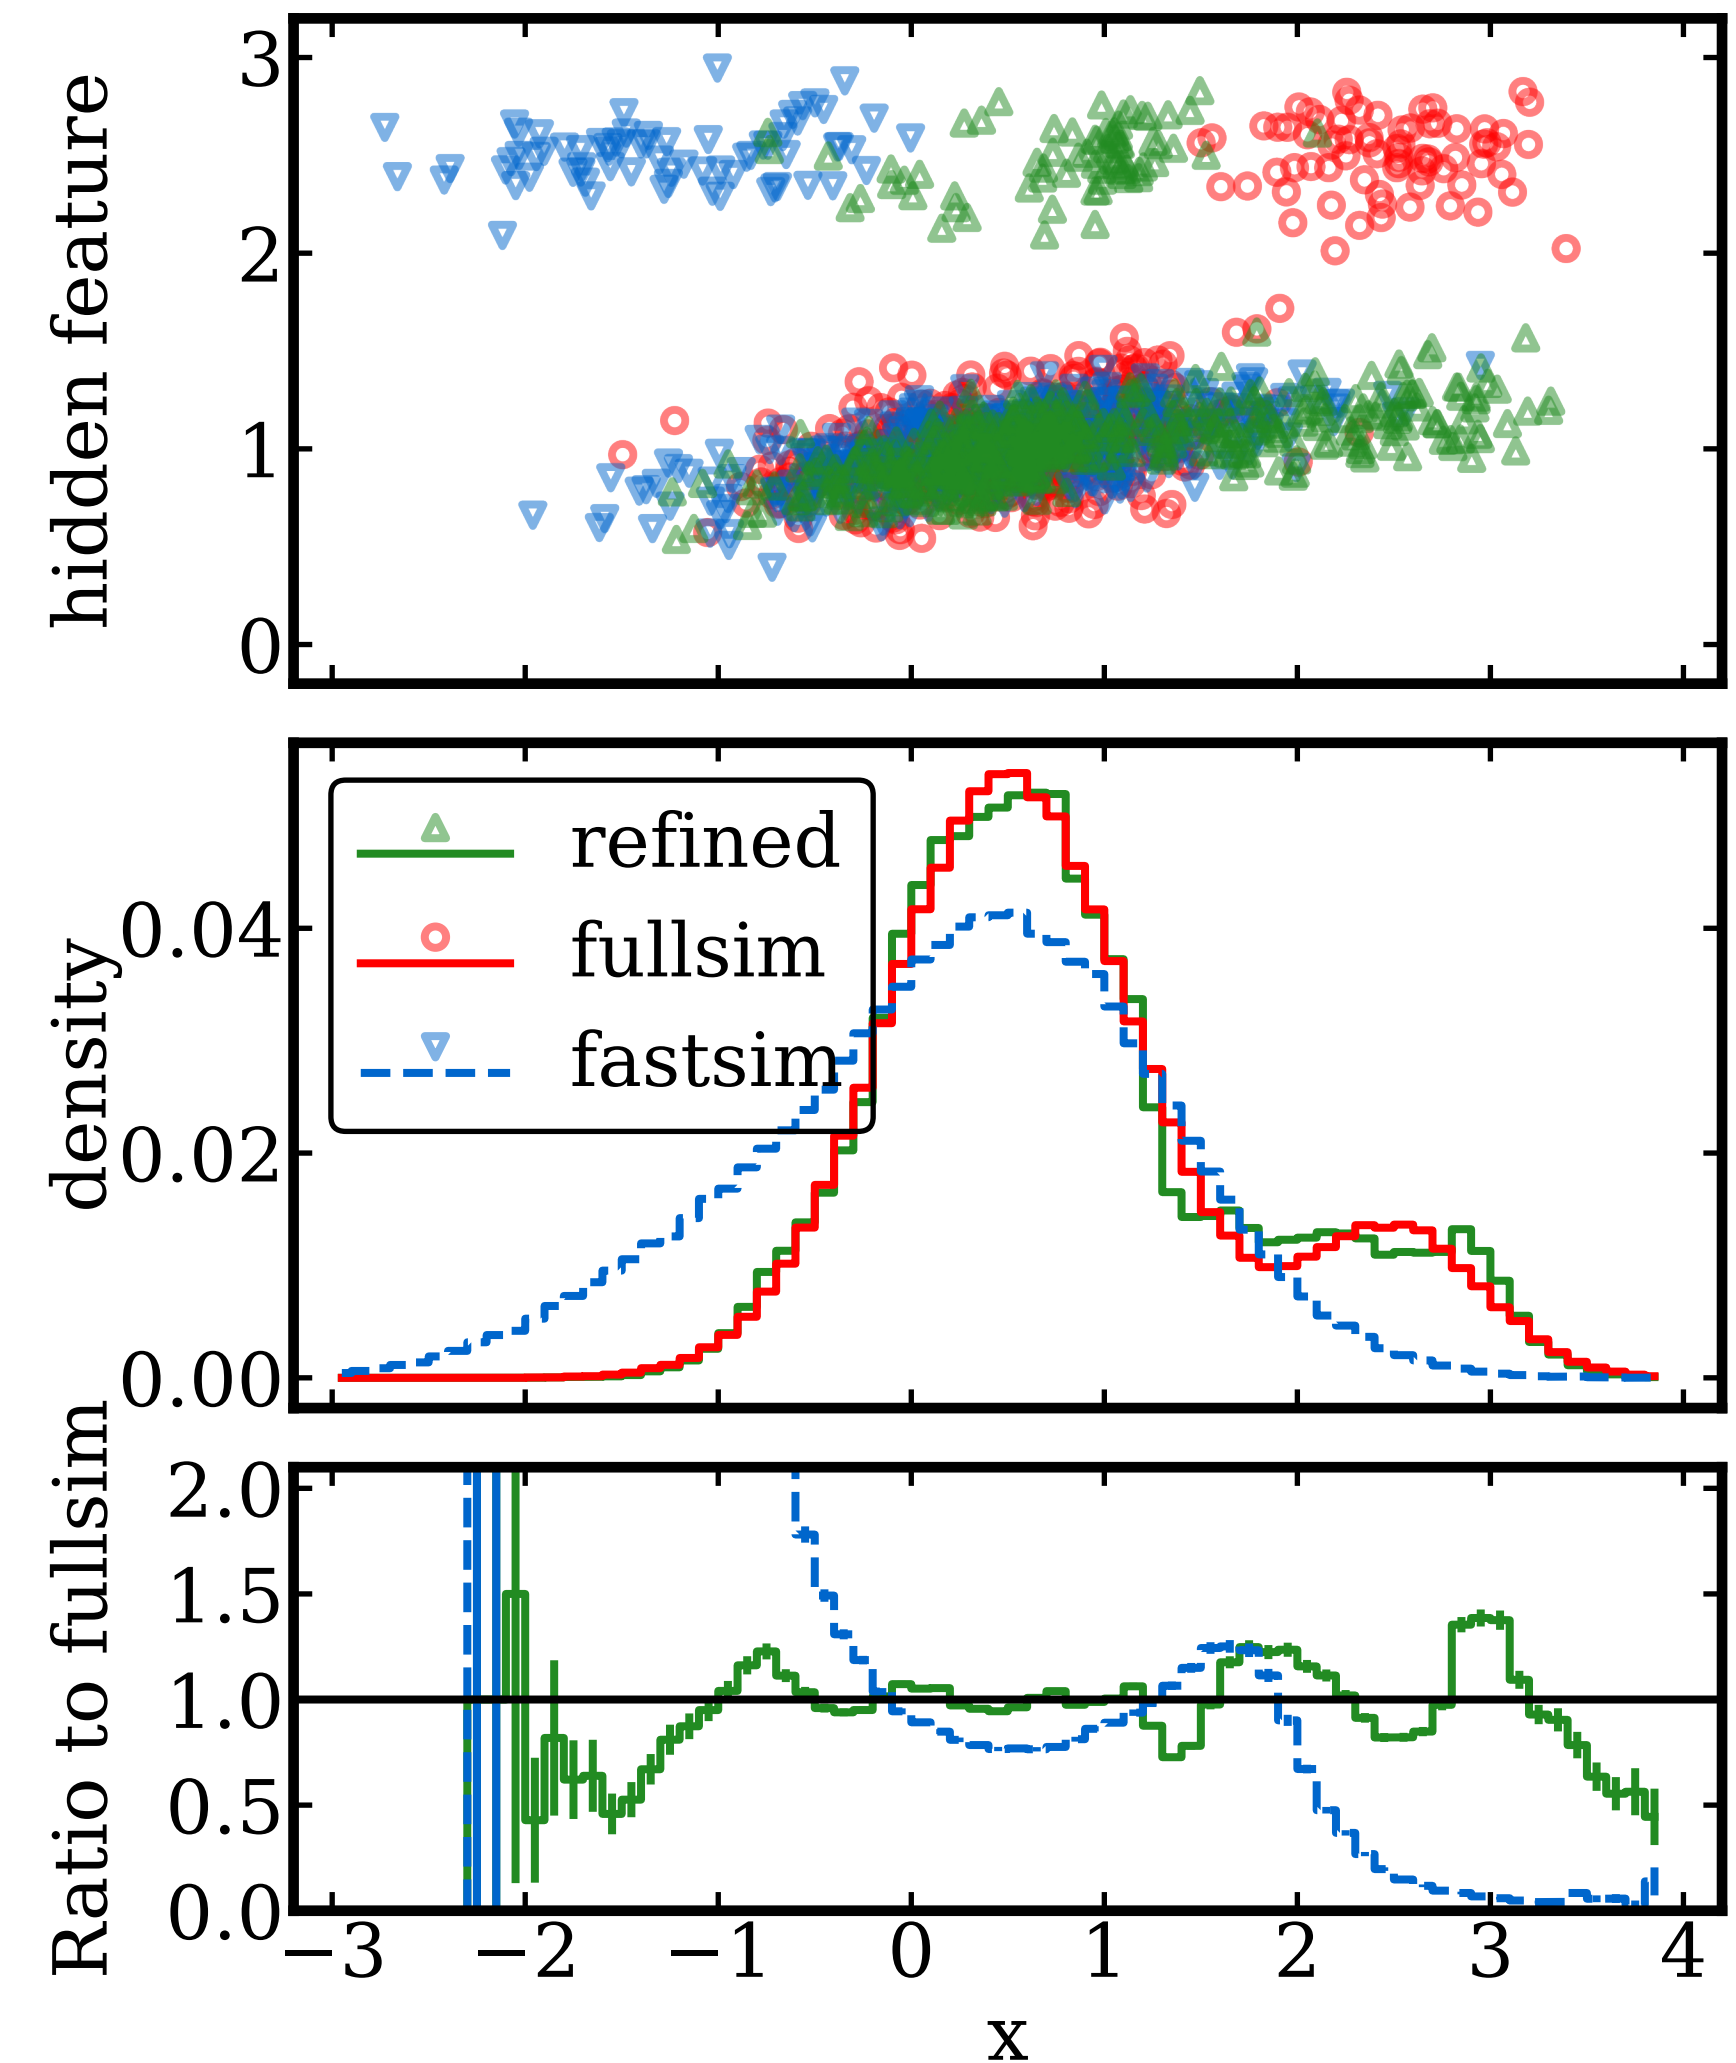 hidden feature
3
2
1
0
density
0.04
0.02
0.00
refined
fullsim
fastsim
Ratio to fullsim
2.0
1.5
1.0
0.5
0.0
−3 −2 −1 0 1 2 3 4
x